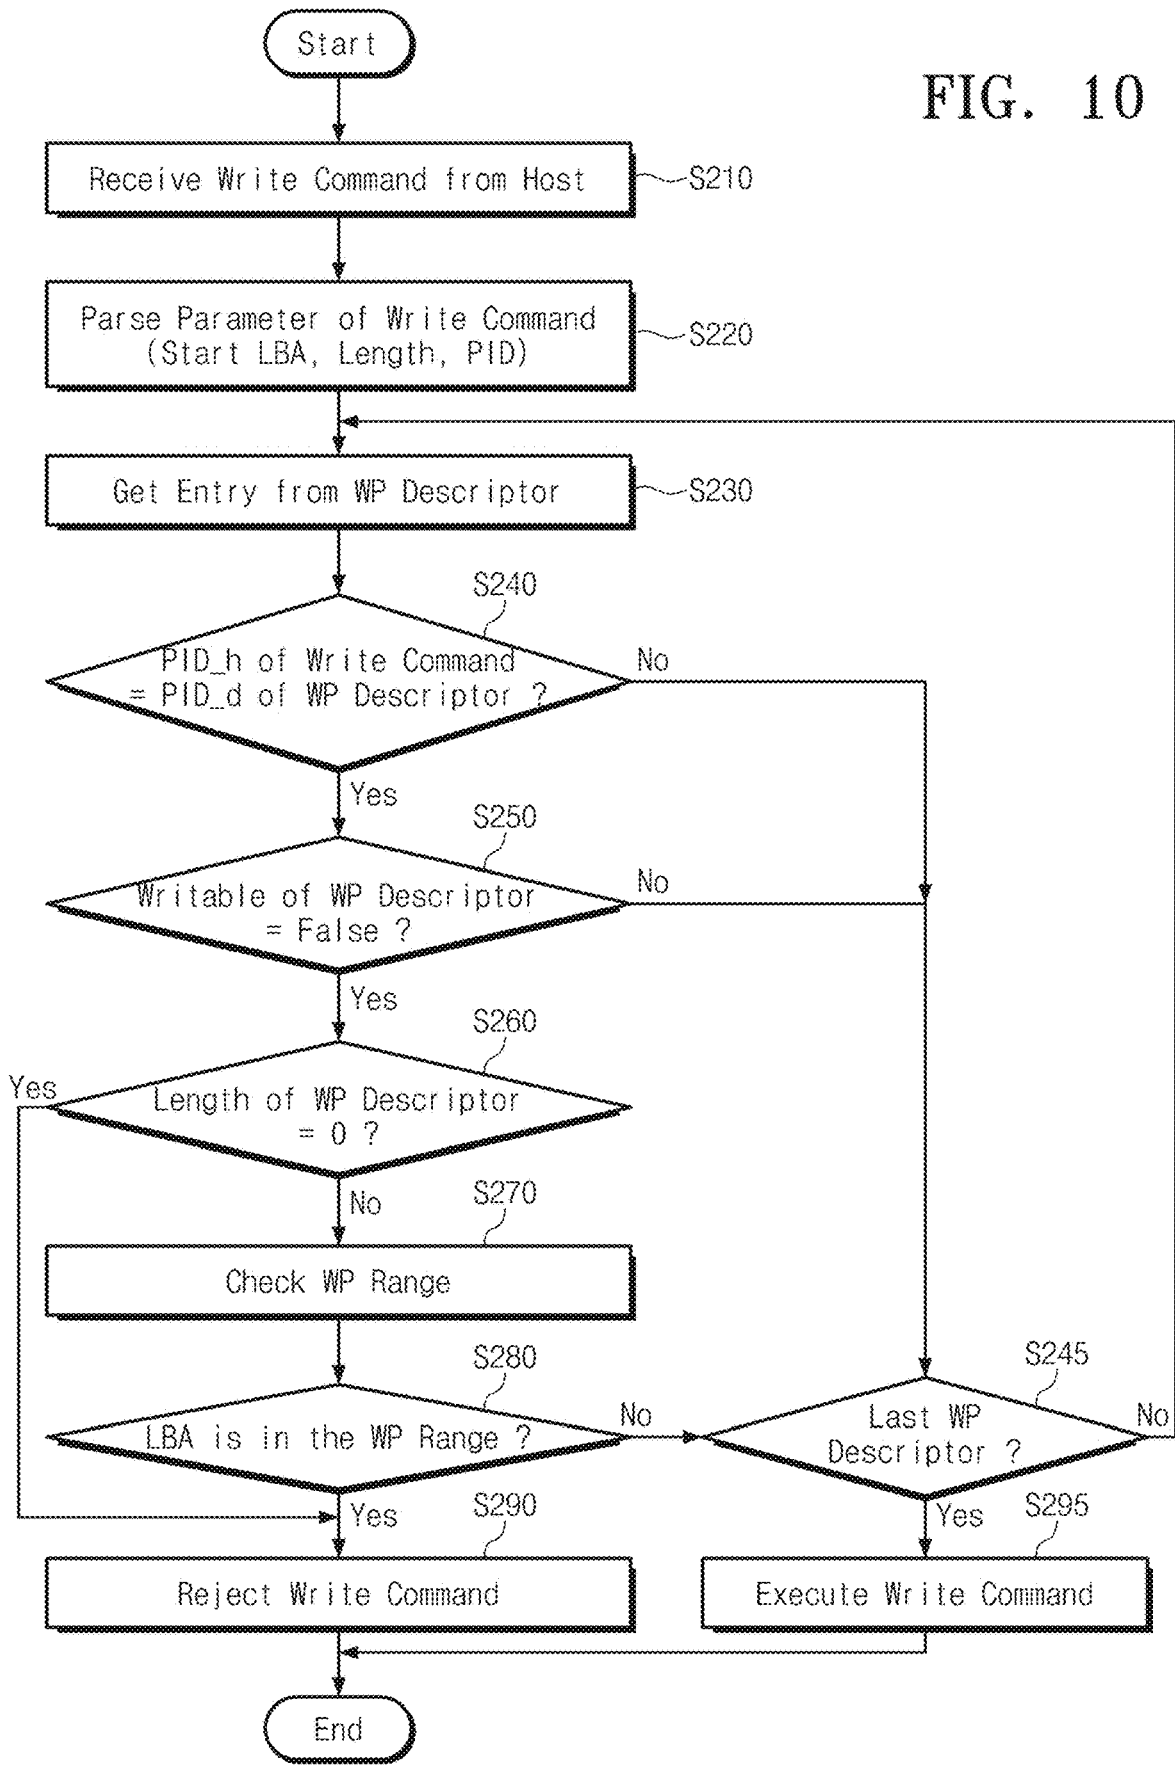 Start
FIG. 10
Receive Write Command from Host
S210
Parse Parameter of Write Command
(Start LBA, Length, PID)
S220
Get Entry from WP Descriptor
S230
S240
PID_h of Write Command
= PID_d of WP Descriptor ?
No
Yes
S250
Writable of WP Descriptor
= False ?
No
Yes
S260
Yes
Length of WP Descriptor
= 0 ?
No
S270
Check WP Range
S280
LBA is in the WP Range ?
No
S245
Last WP
Descriptor ?
No
Yes
S290
Reject Write Command
Yes
S295
Execute Write Command
End